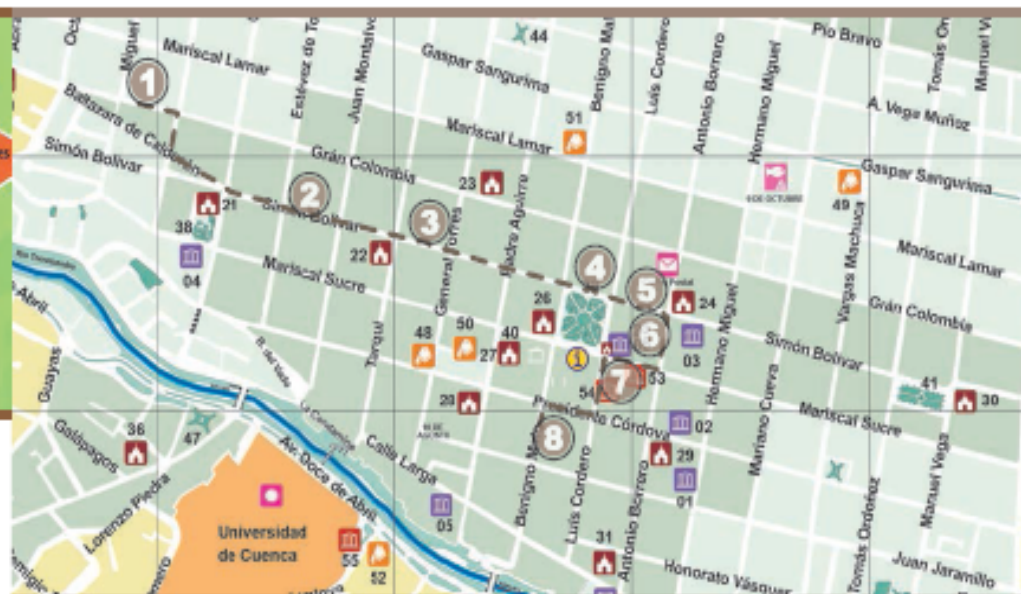 Miguel
Mariscal Lamar
Estévez de To
Juan Montalvo
Gaspar Sangurima
44
Benigno Mal
Luis Cordero
Antonio Borrero
Hermano Miguel
Pío Bravo
Tomás Or
Manuel V
1
A. Vega Muñoz
51
Mariscal Lamar
Baltazara de Calderón
Simón Bolívar
Grán Colombia
Gaspar Sangurima
2
23
49
21
Simón Bolívar
3
38
04
22
Mariscal Sucre
General Torres
Padre Aguirre
4
5
24
Vargas Machuca
Mariscal Lamar
Grán Colombia
26
6
03
Hermano Miguel
Simón Bolívar
Tarqui
48
50
27
40
i
7
53
54
41
30
Guayas
28
Presidente Córdova
02
Mariano Cueva
Mariscal Sucre
Galápagos
36
47
8
Calle Larga
29
01
Manuel Vega
Av. Doce de Abril
Lorenzo Piedra
05
Luis Cordero
Antonio Borrero
Tomás Ordóñez
Universidad
de Cuenca
55
52
31
Honorato Vásquez
Juan Jaramillo